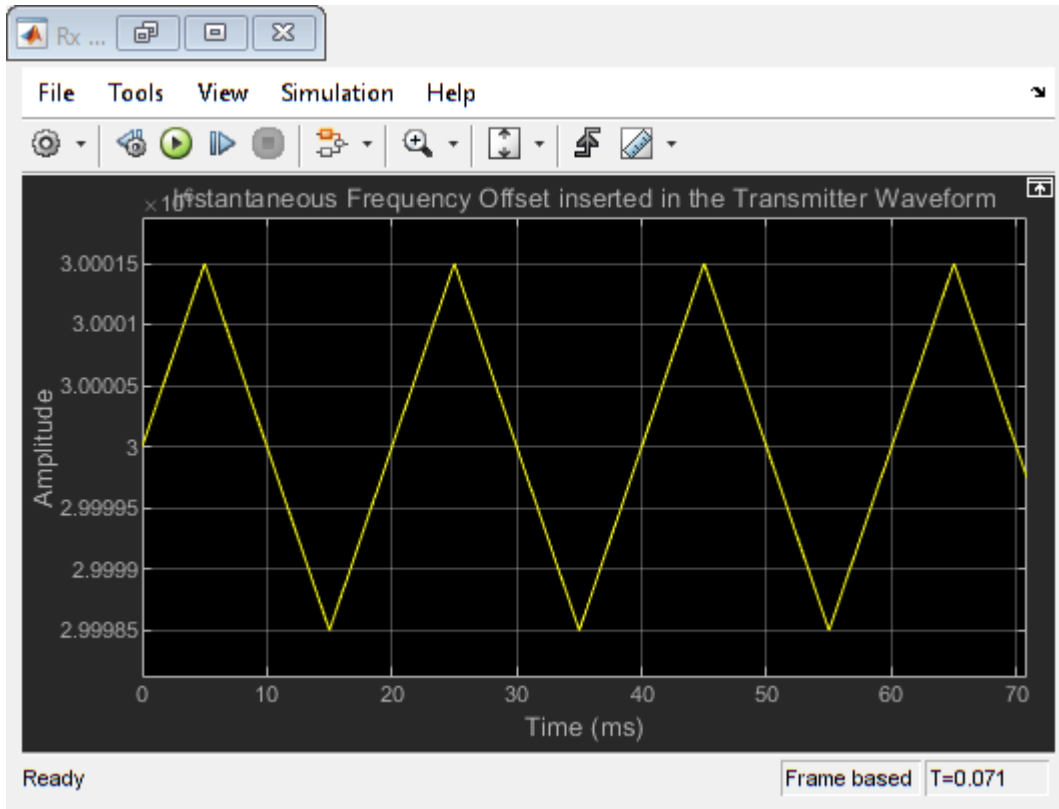 Rx ...
File Tools View Simulation Help
Instantaneous Frequency Offset inserted in the Transmitter Waveform
×10
3.00015
3.0001
3.00005
3
2.99995
2.9999
2.99985
Amplitude
0 10 20 30 40 50 60 70
Time (ms)
Ready Frame based T=0.071